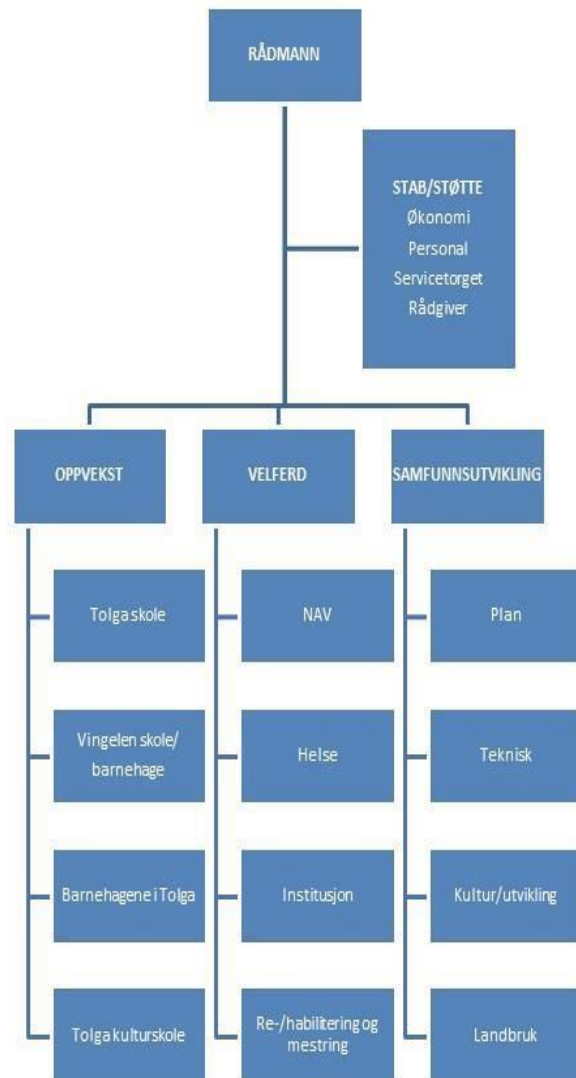 RÅDMANN
STAB/STØTTE
Økonomi
Personal
Servicetorget
Rådgiver
OPPVEKST
VELFERD
SAMFUNNSUTVIKLING
Tolga skole
NAV
Plan
Vingelen skole/
barnehage
Helse
Teknisk
Barnehagene i Tolga
Institusjon
Kultur/utvikling
Tolga kulturskole
Re-/habilitering og
mestring
Landbruk